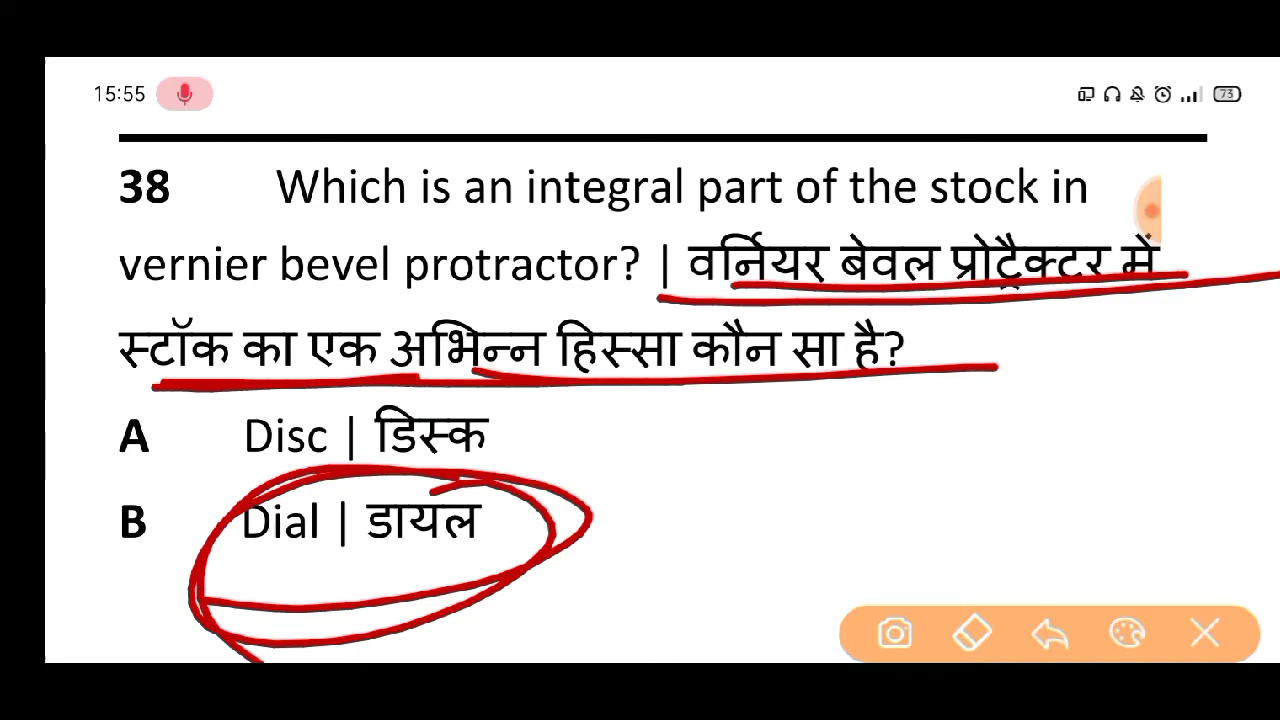 15:55
73
38 Which is an integral part of the stock in
vernier bevel protractor? | वर्नियर बेवल प्रोट्रैक्टर में
स्टॉक का एक अभिन्न हिस्सा कौन सा है?
A Disc | डिस्क
B Dial | डायल